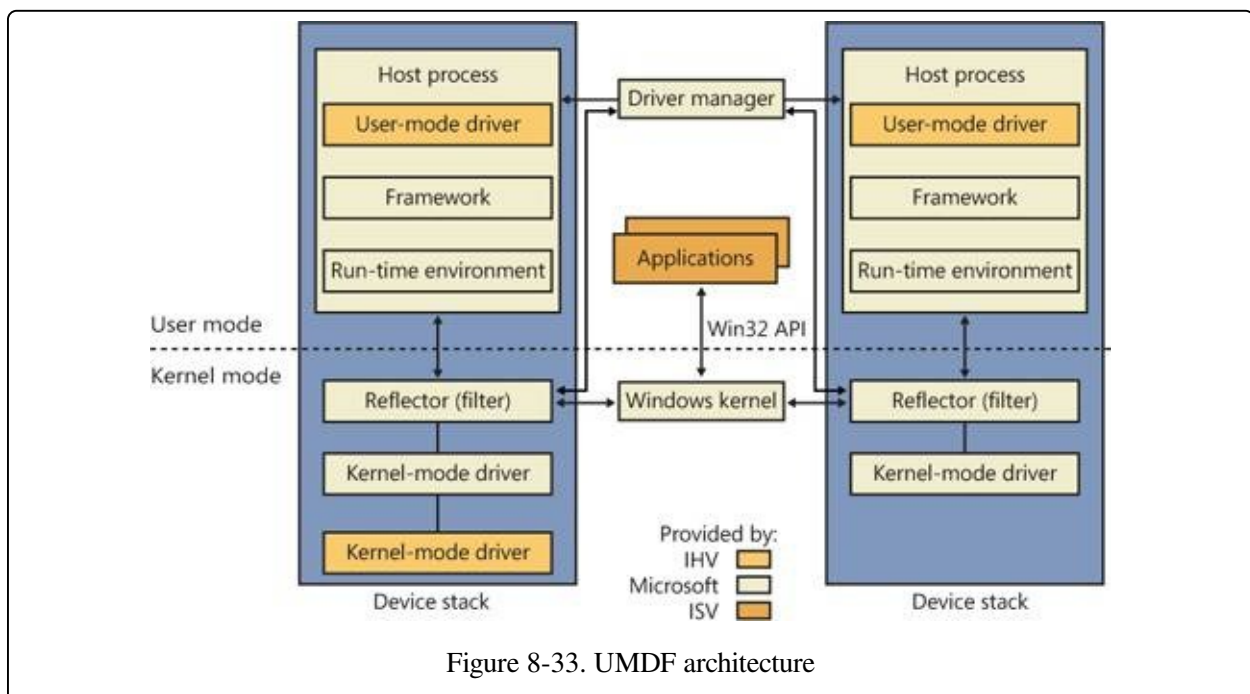 Host process
User-mode driver
Framework
Run-time environment
Driver manager
Applications
Win32 API
Host process
User-mode driver
Framework
Run-time environment
User mode
Kernel mode
Reflector (filter)
Kernel-mode driver
Kernel-mode driver
Device stack
Windows kernel
Provided by:
IHV
Microsoft
ISV
Reflector (filter)
Kernel-mode driver
Device stack
Figure 8-33. UMDF architecture